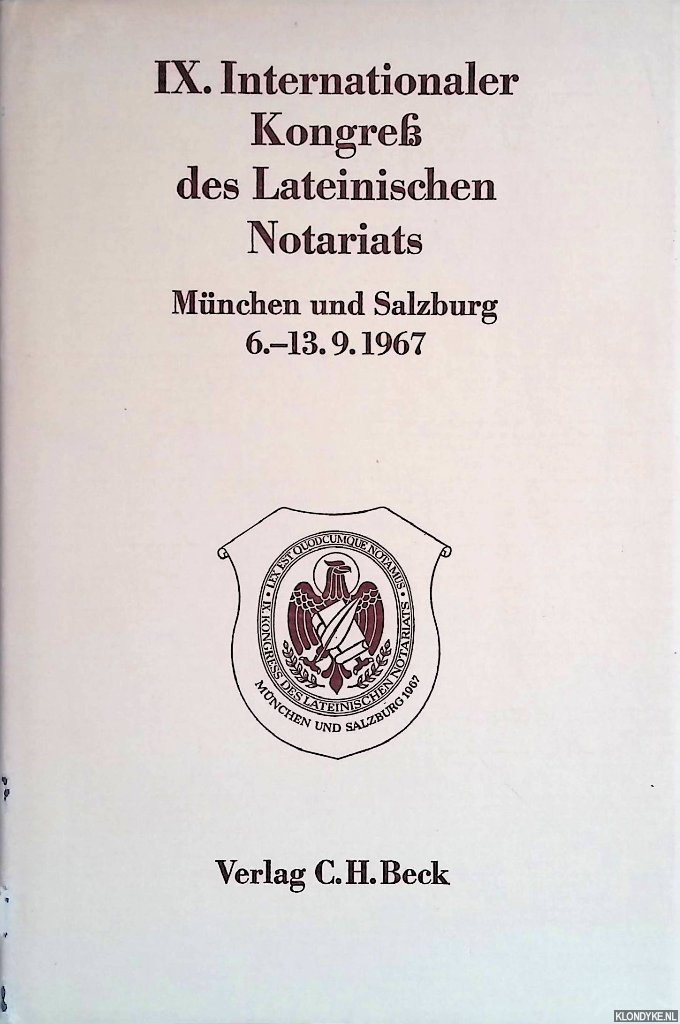 IX. Internationaler
Kongreß
des Lateinischen
Notariats
München und Salzburg
6.–13. 9. 1967
• LEX EST QUODCUMQUE NOTAMUS •
IX. KONGRESS DES LATEINISCHEN NOTARIATS
MÜNCHEN UND SALZBURG 1967
Verlag C.H.Beck
KLONDYKE.NL